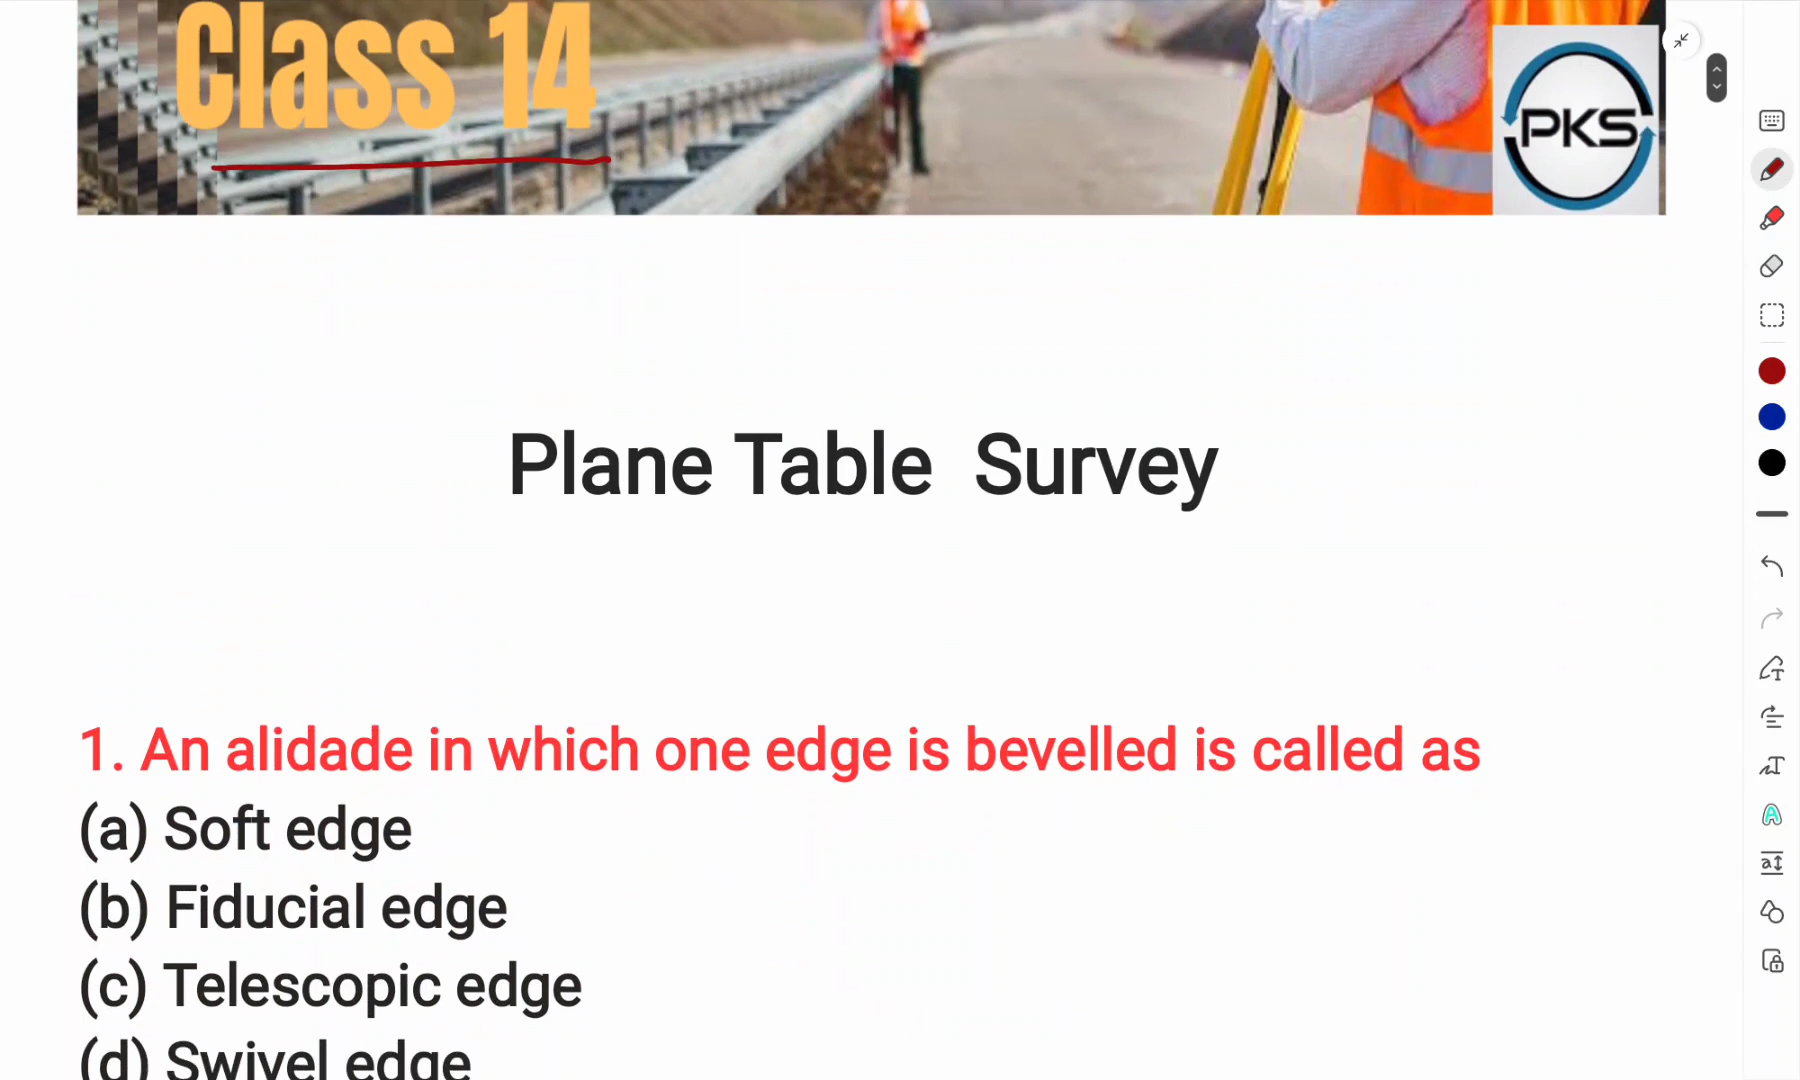 Class 14
PKS
Plane Table Survey
1. An alidade in which one edge is bevelled is called as
(a) Soft edge
(b) Fiducial edge
(c) Telescopic edge
(d) Swivel edge